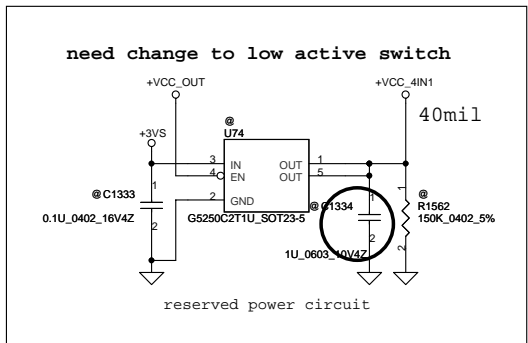 need change to low active switch
+VCC_OUT
+VCC_4IN1
40mil
@
U74
+3VS
3 IN OUT 1
4 EN OUT 5
2 GND
G5250C2T1U_SOT23-5
@ C1333
0.1U_0402_16V4Z
1
2
@ C1334
1U_0603_10V4Z
1
2
@
R1562
150K_0402_5%
1
2
reserved power circuit